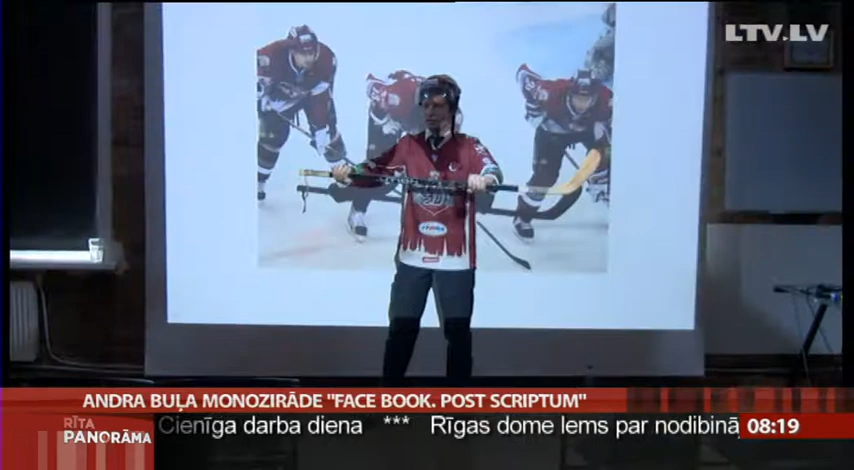 LTV.LV
ANDRA BUĻA MONOZIRĀDE "FACE BOOK. POST SCRIPTUM"
RĪTA
PANORĀMA
Cienīga darba diena *** Rīgas dome lems par nodibinā
08:19